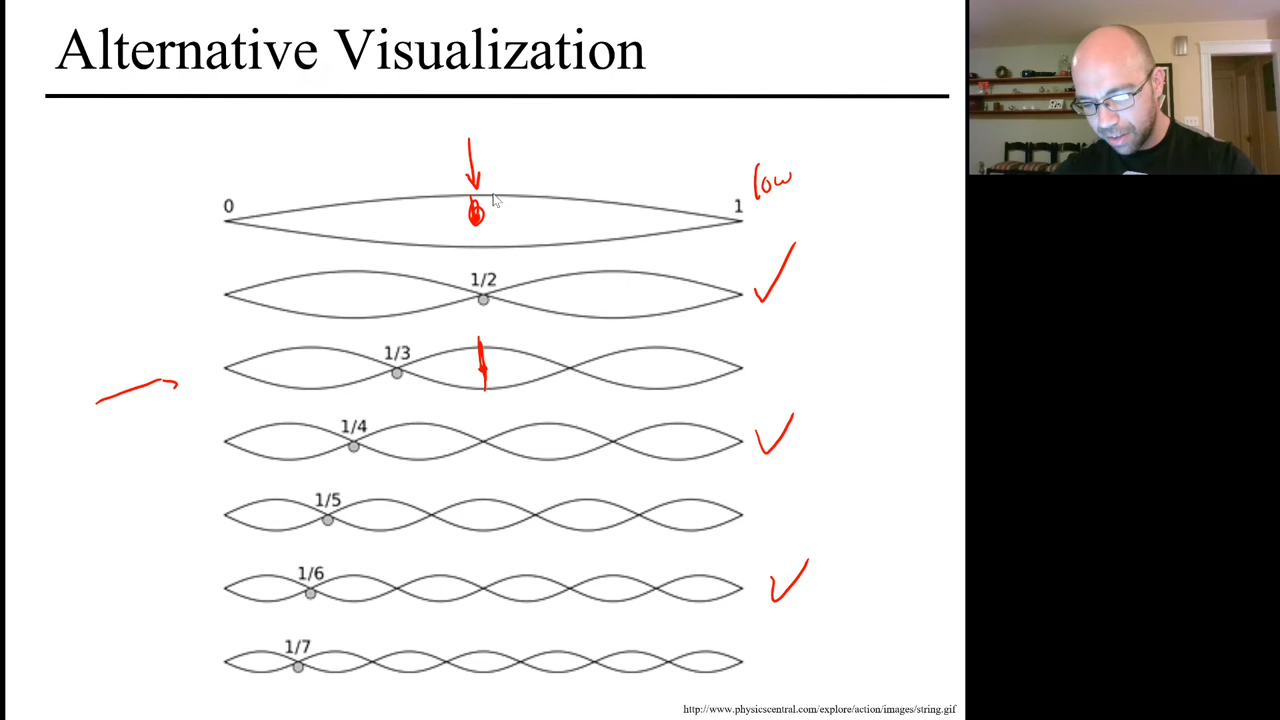 Alternative Visualization
low
0
1
1/2
1/3
1/4
1/5
1/6
1/7
http://www.physicscentral.com/explore/action/images/string.gif